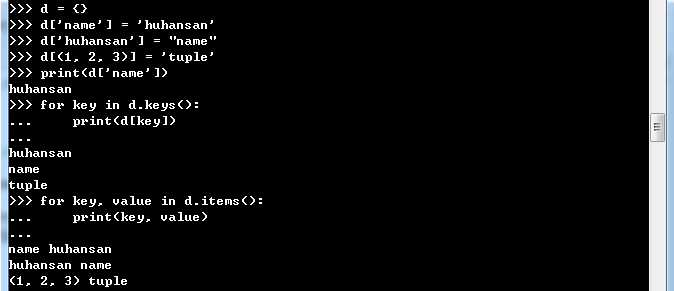 >>> d = {}
>>> d['name'] = 'huhansan'
>>> d['huhansan'] = "name"
>>> d[(1, 2, 3)] = 'tuple'
>>> print(d['name'])
huhansan
>>> for key in d.keys():
...     print(d[key])
...
huhansan
name
tuple
>>> for key, value in d.items():
...     print(key, value)
...
name huhansan
huhansan name
(1, 2, 3) tuple